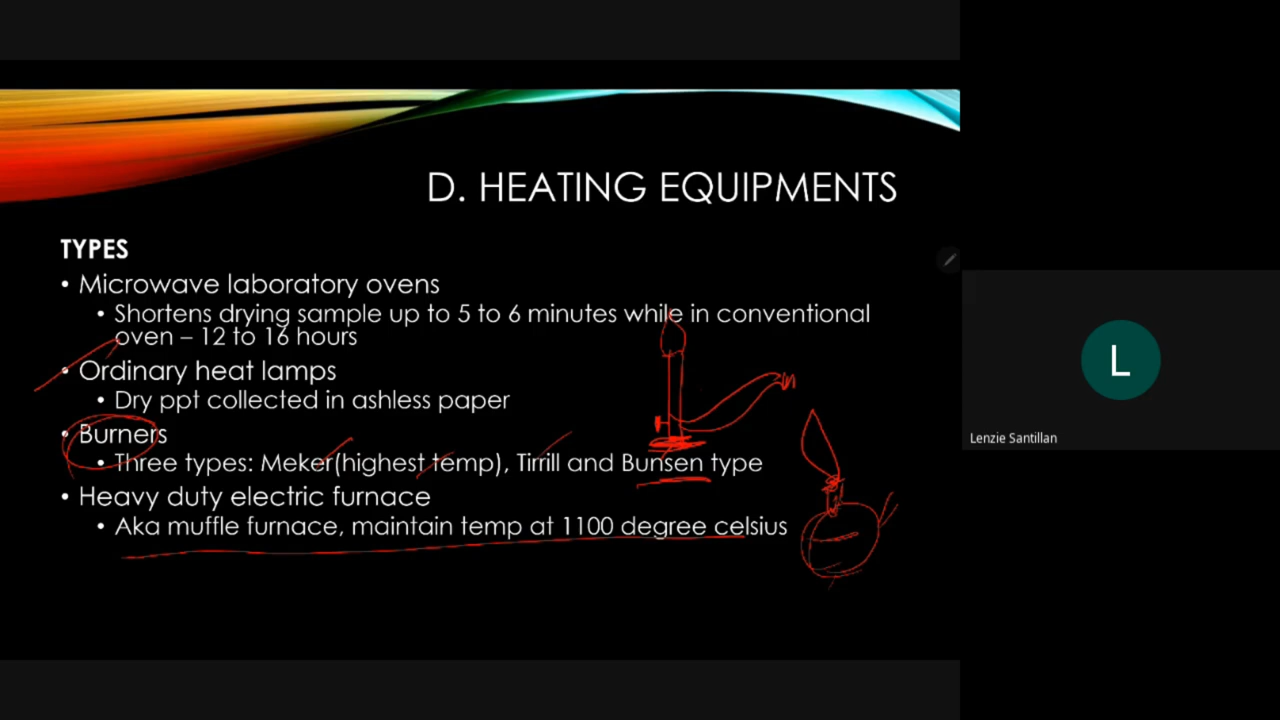 D. HEATING EQUIPMENTS
TYPES
• Microwave laboratory ovens
• Shortens drying sample up to 5 to 6 minutes while in conventional
oven – 12 to 16 hours
• Ordinary heat lamps
• Dry ppt collected in ashless paper
• Burners
• Three types: Meker(highest temp), Tirrill and Bunsen type
• Heavy duty electric furnace
• Aka muffle furnace, maintain temp at 1100 degree celsius
L
Lenzie Santillan